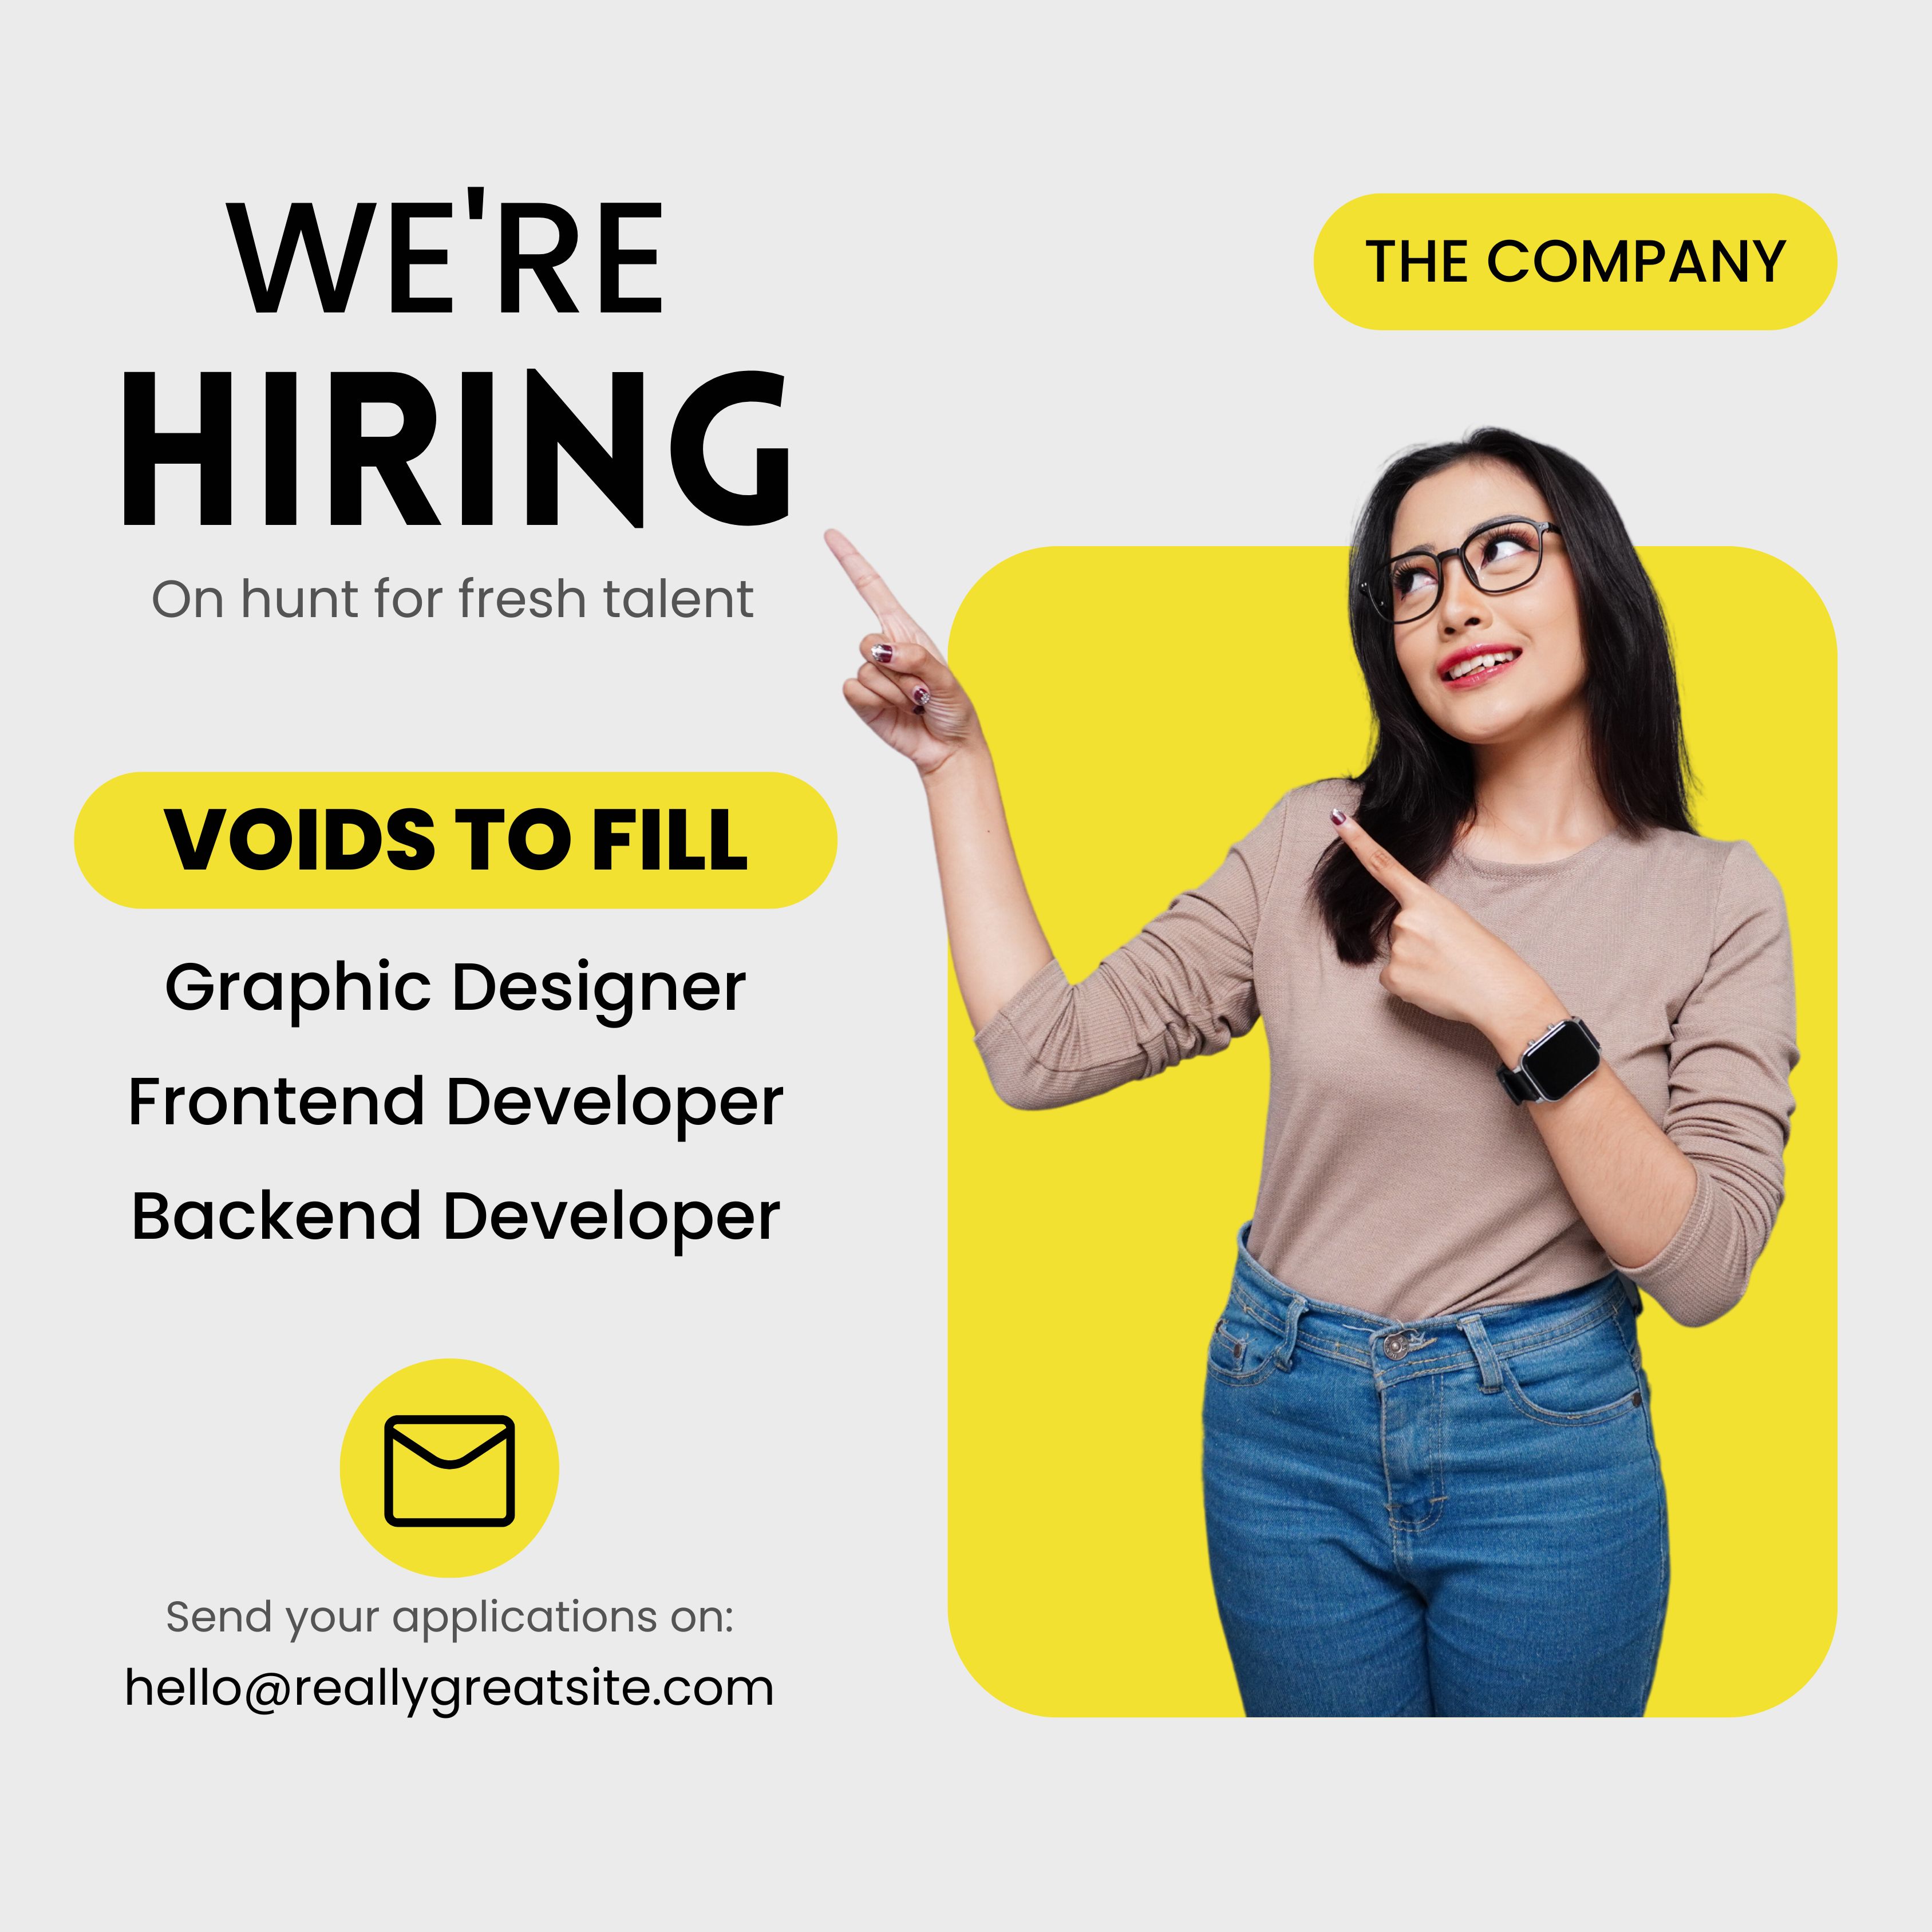 WE'RE
HIRING
On hunt for fresh talent
THE COMPANY
VOIDS TO FILL
Graphic Designer
Frontend Developer
Backend Developer
Send your applications on:
hello@reallygreatsite.com